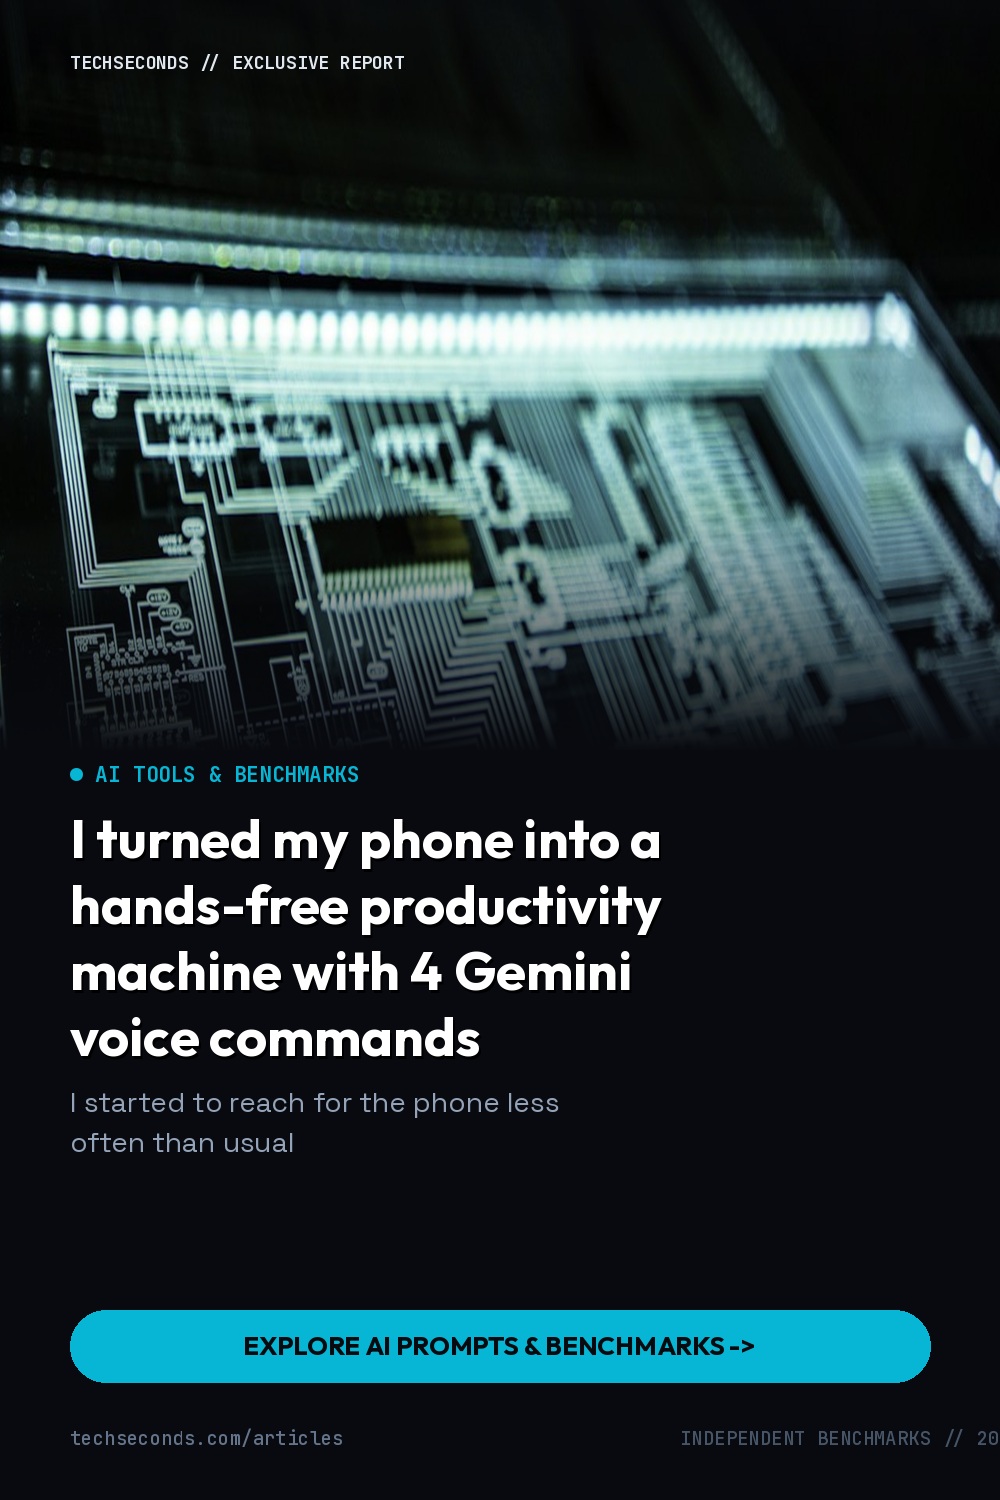 TECHSECONDS // EXCLUSIVE REPORT
AI TOOLS & BENCHMARKS
I turned my phone into a
hands-free productivity
machine with 4 Gemini
voice commands
I started to reach for the phone less
often than usual
EXPLORE AI PROMPTS & BENCHMARKS ->
techseconds.com/articles
INDEPENDENT BENCHMARKS // 20